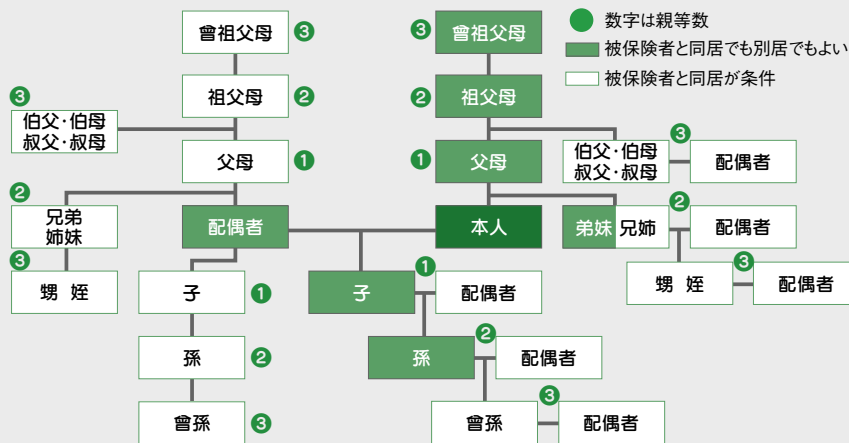 曾祖父母 ③
③ 曾祖父母
数字は親等数
被保険者と同居でも別居でもよい
被保険者と同居が条件
祖父母 ②
② 祖父母
③
伯父・伯母
叔父・叔母
父母 ①
① 父母
伯父・伯母
叔父・叔母
③
配偶者
②
兄弟
姉妹
配偶者
本人
弟妹 兄姉
②
配偶者
③
甥 姪
子 ①
子
①
配偶者
甥 姪
③
配偶者
孫 ②
孫
②
配偶者
曾孫 ③
曾孫
③
配偶者